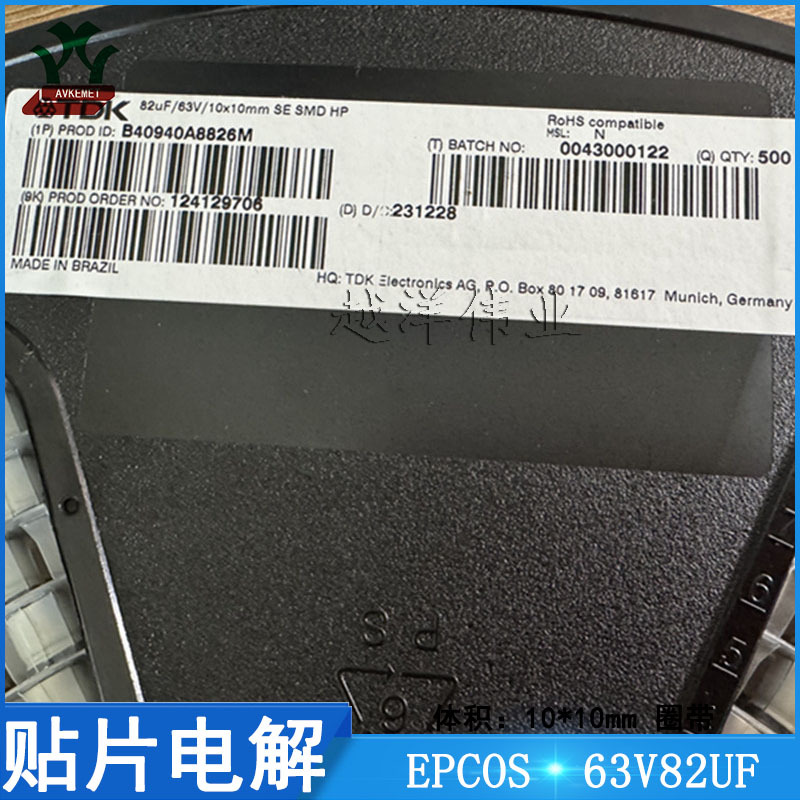 AVKEMET
TDK 82uF/63V/10x10mm SE SMD HP
RoHS compatible
MSL: N
(1P) PROD ID: B40940A8826M
(T) BATCH NO: 0043000122 (Q) QTY: 500
(9K) PROD ORDER NO: 124129706
(D) D/ 231228
MADE IN BRAZIL
HQ: TDK Electronics AG, P.O. Box 80 17 09, 81617 Munich, Germany
越洋伟业
PS
6
体积：10*10mm 圈带
贴片电解
EPCOS 63V82UF